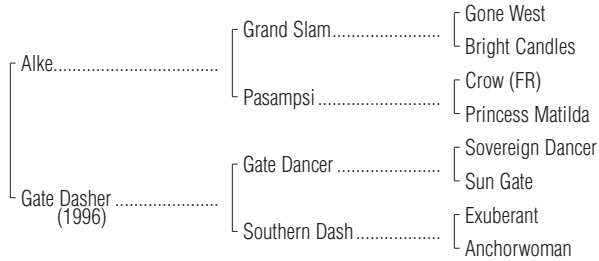 Gone West
Grand Slam..................
Bright Candles
Alke.....................................
Crow (FR)
Pasampsi ...........................
Princess Matilda
Sovereign Dancer
Gate Dancer .......................
Sun Gate
Gate Dasher .......................
(1996)
Exuberant
Southern Dash...................
Anchorwoman